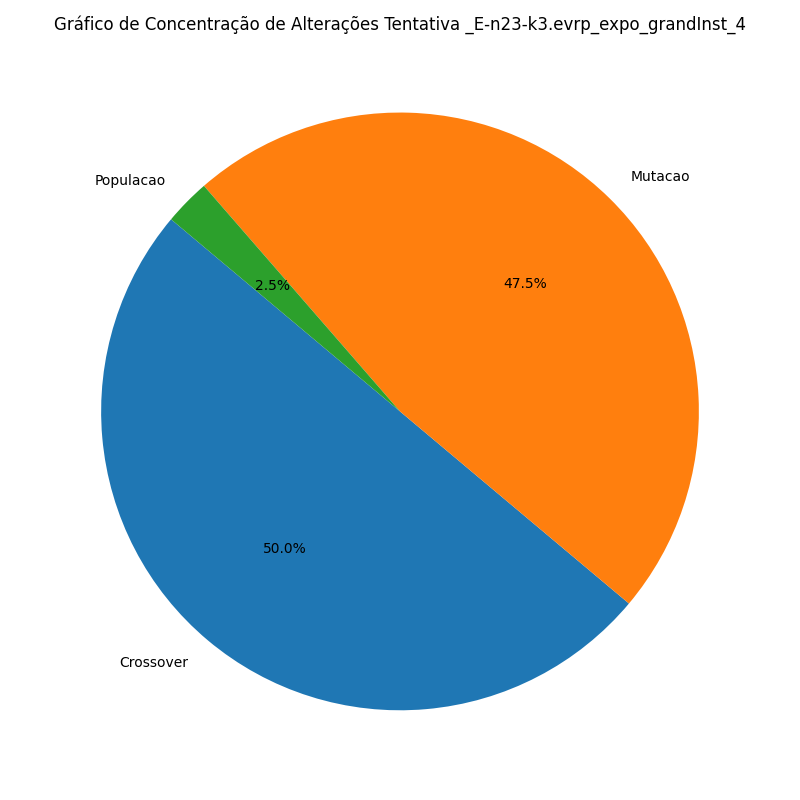 Gráfico de Concentração de Alterações Tentativa _E-n23-k3.evrp_expo_grandInst_4
Populacao
Mutacao
2.5%
47.5%
50.0%
Crossover